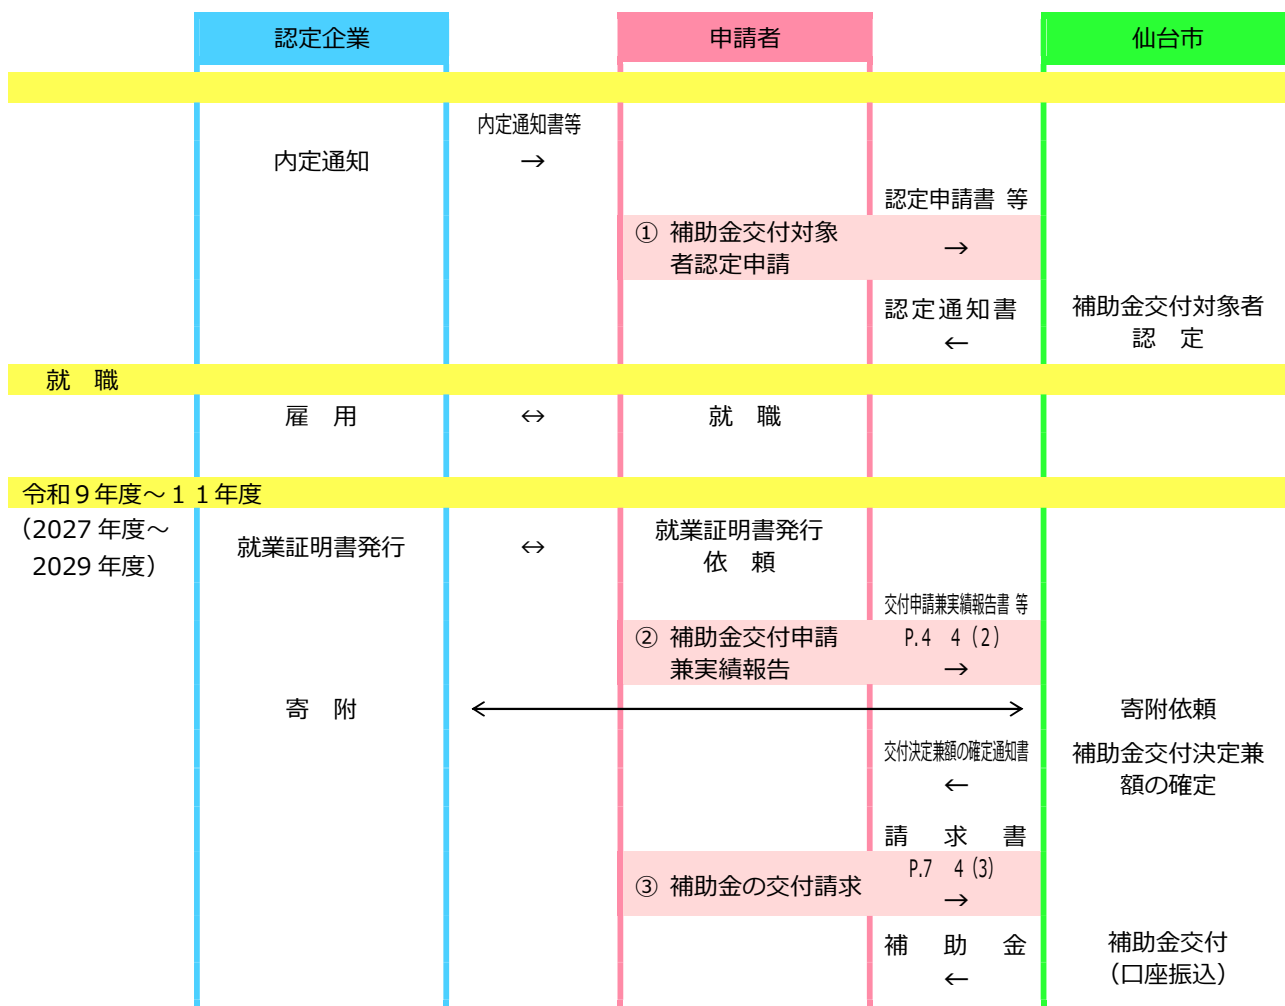 認定企業
申請者
仙台市
内定通知書等
内定通知
→
認定申請書 等
① 補助金交付対象
者認定申請
→
認定通知書
←
補助金交付対象者
認　定
就　職
雇　用
↔
就　職
令和９年度～１１年度
（2027 年度～
2029 年度）
就業証明書発行
↔
就業証明書発行
依　頼
交付申請兼実績報告書 等
② 補助金交付申請
兼実績報告
P.4　4（2）
→
寄　附
寄附依頼
交付決定兼額の確定通知書
←
補助金交付決定兼
額の確定
請　求　書
③ 補助金の交付請求
P.7　4（3）
→
補　助　金
←
補助金交付
（口座振込）